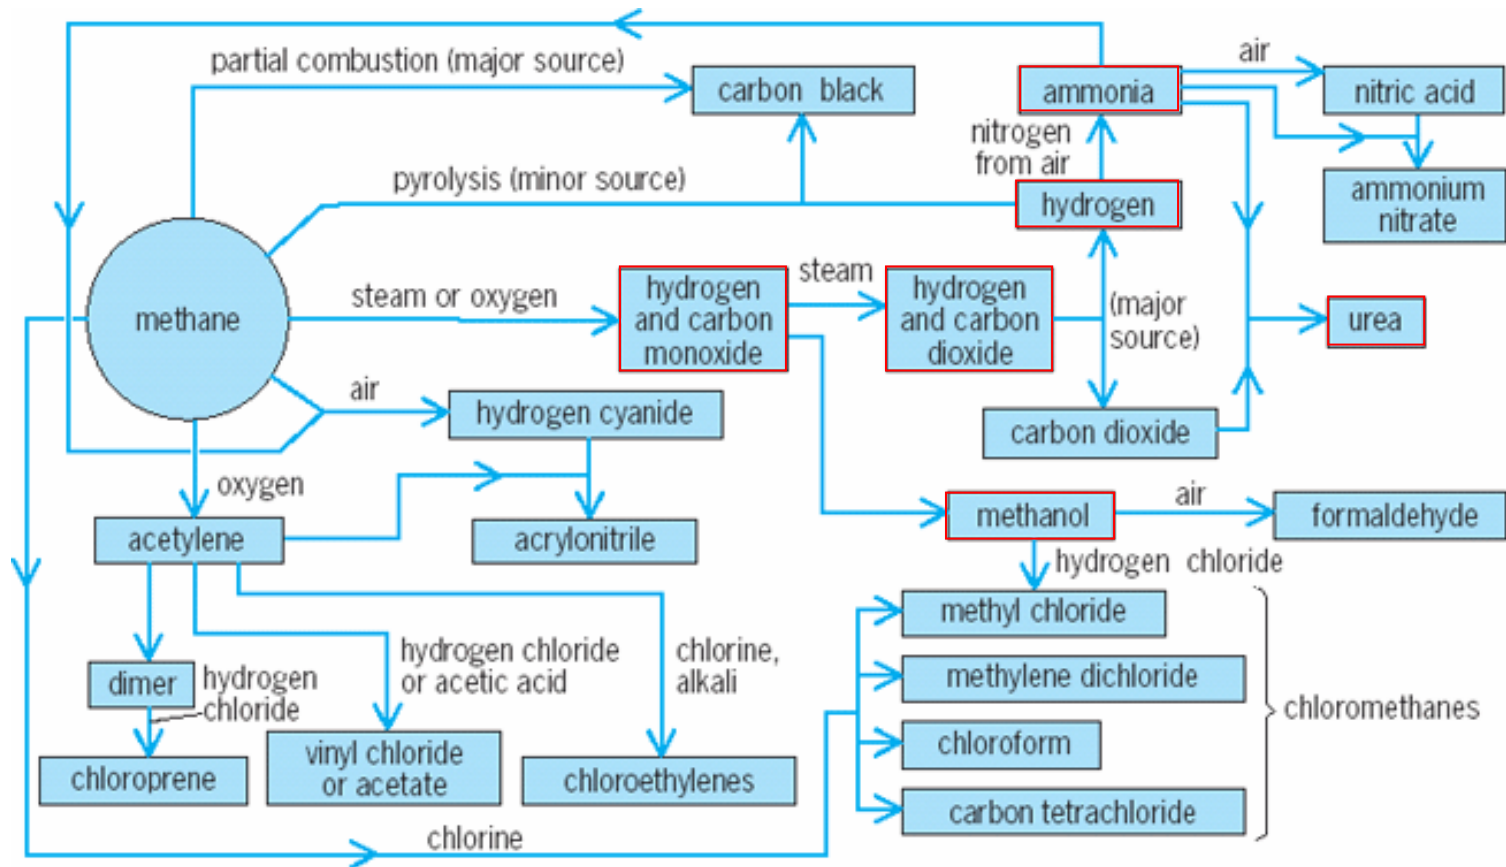 partial combustion (major source)
carbon black
ammonia
air
nitric acid
nitrogen
from air
ammonium
nitrate
pyrolysis (minor source)
hydrogen
methane
steam or oxygen
hydrogen
and carbon
monoxide
steam
hydrogen
and carbon
dioxide
(major
source)
urea
air
hydrogen cyanide
carbon dioxide
oxygen
acetylene
acrylonitrile
methanol
air
formaldehyde
hydrogen chloride
methyl chloride
methylene dichloride
chloroform
carbon tetrachloride
chloromethanes
dimer
hydrogen
chloride
hydrogen chloride
or acetic acid
chlorine,
alkali
chloroprene
vinyl chloride
or acetate
chloroethylenes
chlorine